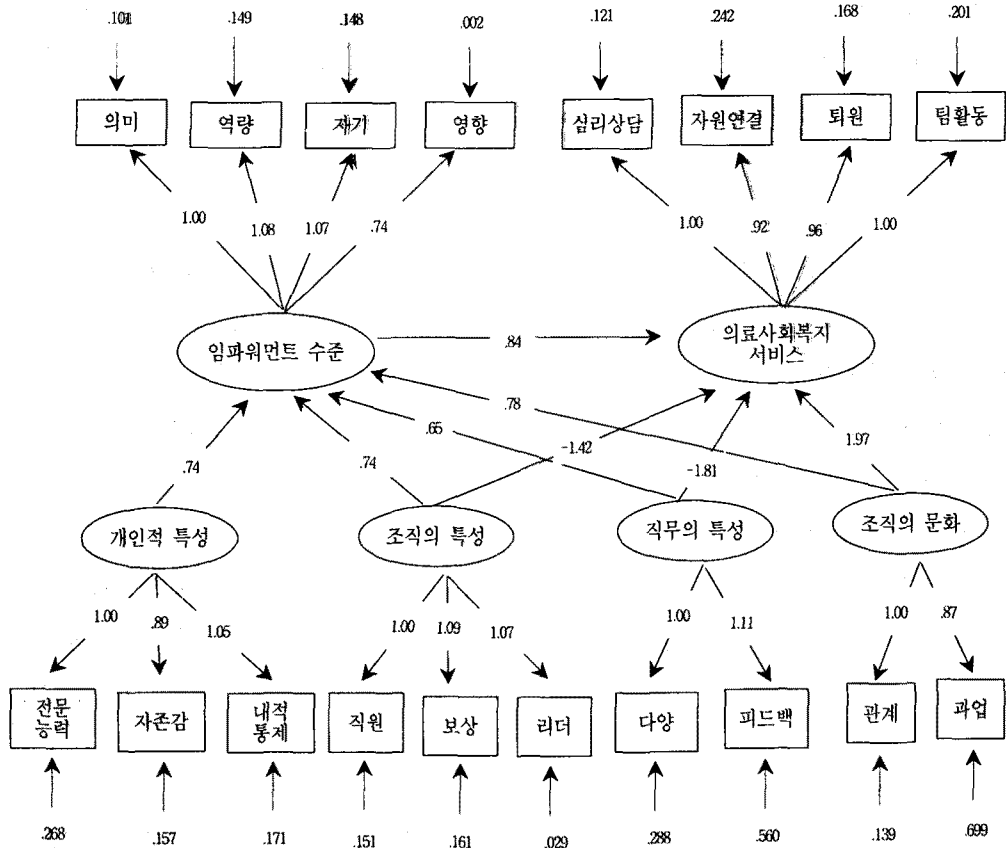 .101 .149 .148 .002 .121 .242 .168 .201
의미 역량 재기 영향 심리상담 자원연결 퇴원 팀활동
1.00 1.08 1.07 .74 1.00 .92 .96 1.00
임파워먼트 수준
.84
의료사회복지
서비스
.78
.65
-1.42
-1.81
1.97
.74
.74
개인적 특성 조직의 특성 직무의 특성 조직의 문화
1.00 .89 1.05 1.00 1.09 1.07 1.00 1.11 1.00 .87
전문
능력
자존감
내적
통제
직원 보상 리더 다양 피드백 관계 과업
.268 .157 .171 .151 .161 .029 .288 .560 .139 .699